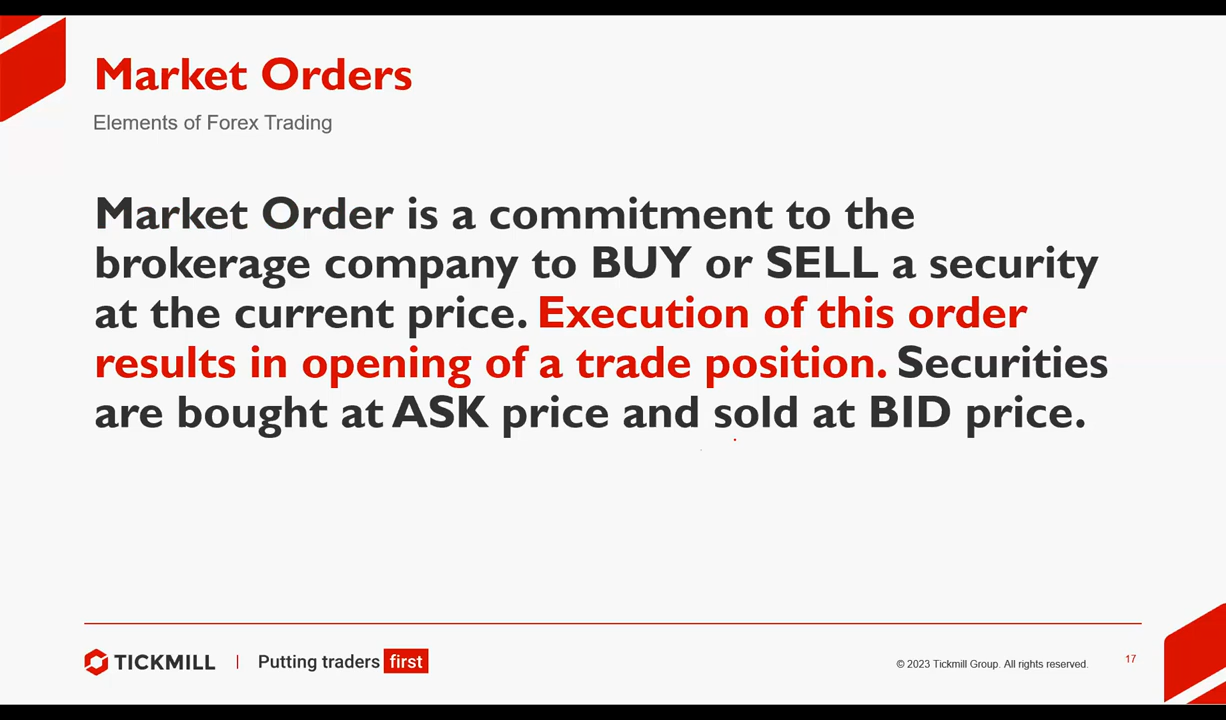 Market Orders
Elements of Forex Trading
Market Order is a commitment to the
brokerage company to BUY or SELL a security
at the current price. Execution of this order
results in opening of a trade position. Securities
are bought at ASK price and sold at BID price.
TICKMILL | Putting traders first
© 2023 Tickmill Group. All rights reserved.
17